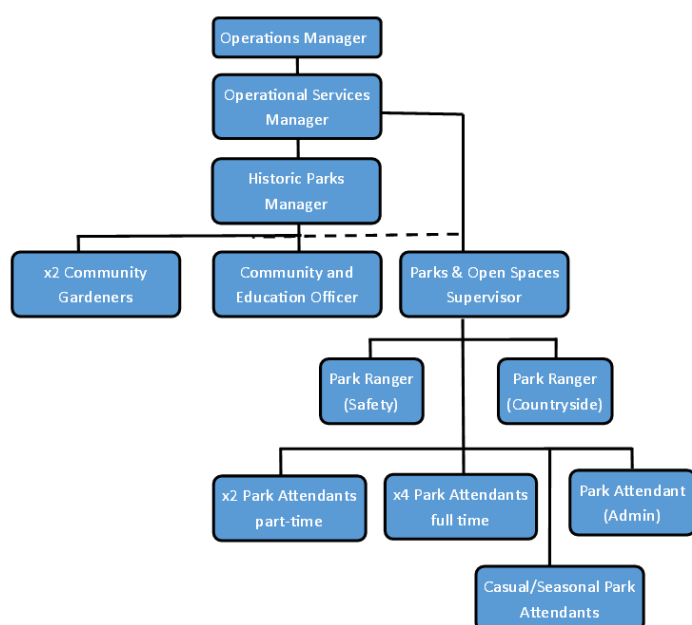 Operations Manager
Operational Services
Manager
Historic Parks
Manager
x2 Community
Gardeners
Community and
Education Officer
Parks & Open Spaces
Supervisor
Park Ranger
(Safety)
Park Ranger
(Countryside)
x2 Park Attendants
part-time
x4 Park Attendants
full time
Park Attendant
(Admin)
Casual/Seasonal Park
Attendants